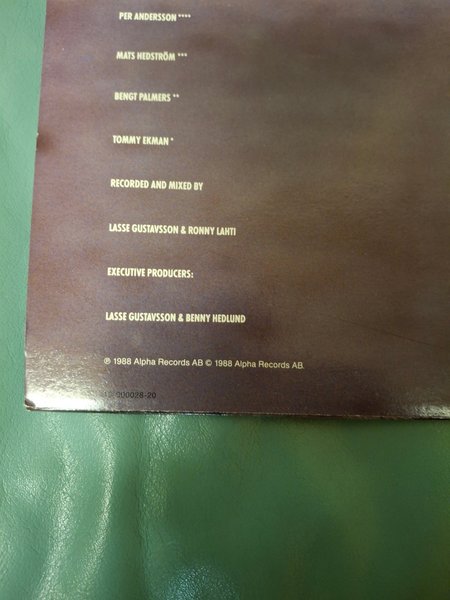 PER ANDERSSON ****
MATS HEDSTRÖM ***
BENGT PALMERS **
TOMMY EKMAN *
RECORDED AND MIXED BY
LASSE GUSTAVSSON & RONNY LAHTI
EXECUTIVE PRODUCERS:
LASSE GUSTAVSSON & BENNY HEDLUND
℗ 1988 Alpha Records AB © 1988 Alpha Records AB.